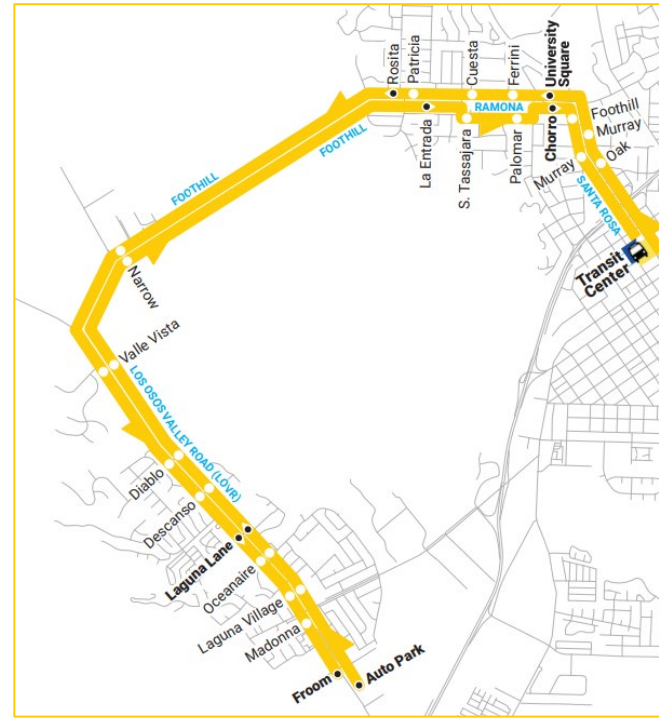 Rosita
Patricia
Cuesta
Ferrini
University
Square
RAMONA
La Entrada
S. Tassajara
Palomar
Chorro
Foothill
Murray
Oak
Murray
SANTA ROSA
Transit
Center
FOOTHILL
FOOTHILL
Narrow
Valle Vista
LOS OSOS VALLEY ROAD (LOVR)
Diablo
Descanso
Laguna Lane
Oceanaire
Laguna Village
Madonna
Froom
Auto Park